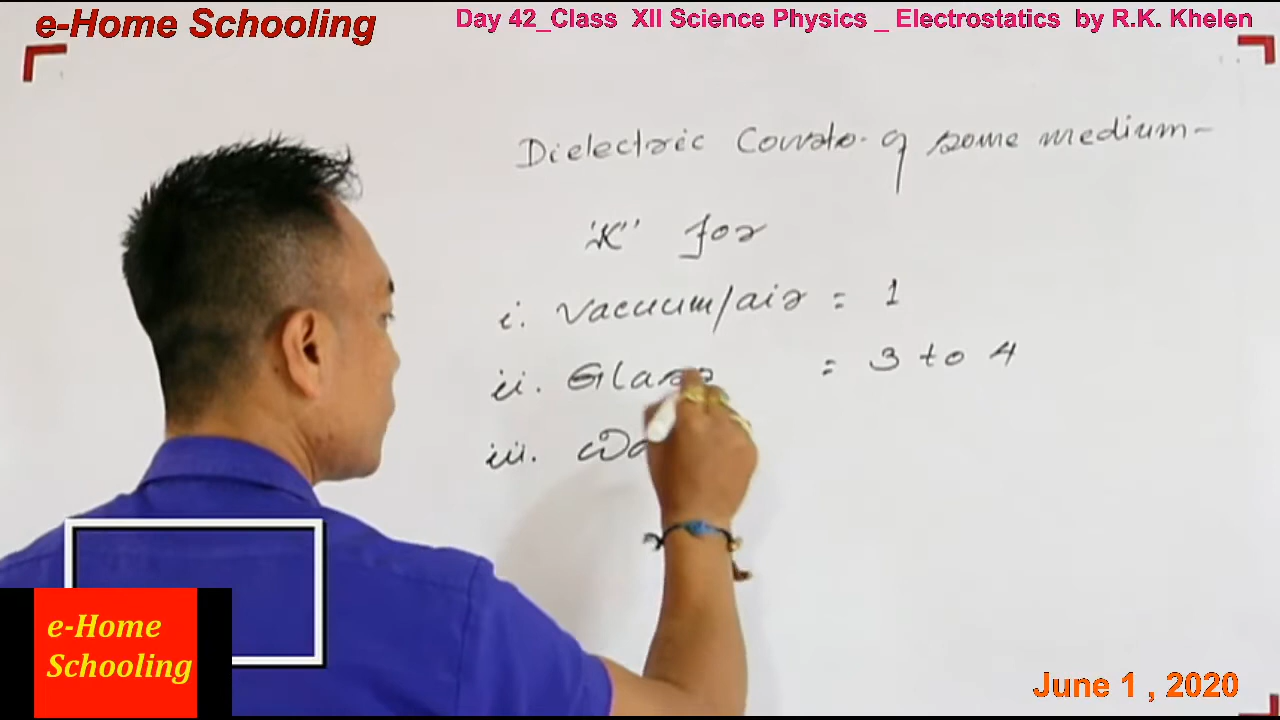 e-Home Schooling
Day 42_Class XII Science Physics _ Electrostatics by R.K. Khelen
Dielectric of some medium-
"K" for
i. Vacuum/air = 1
ii. Glass = 3 to 4
iii. Wa
e-Home
Schooling
June 1 , 2020